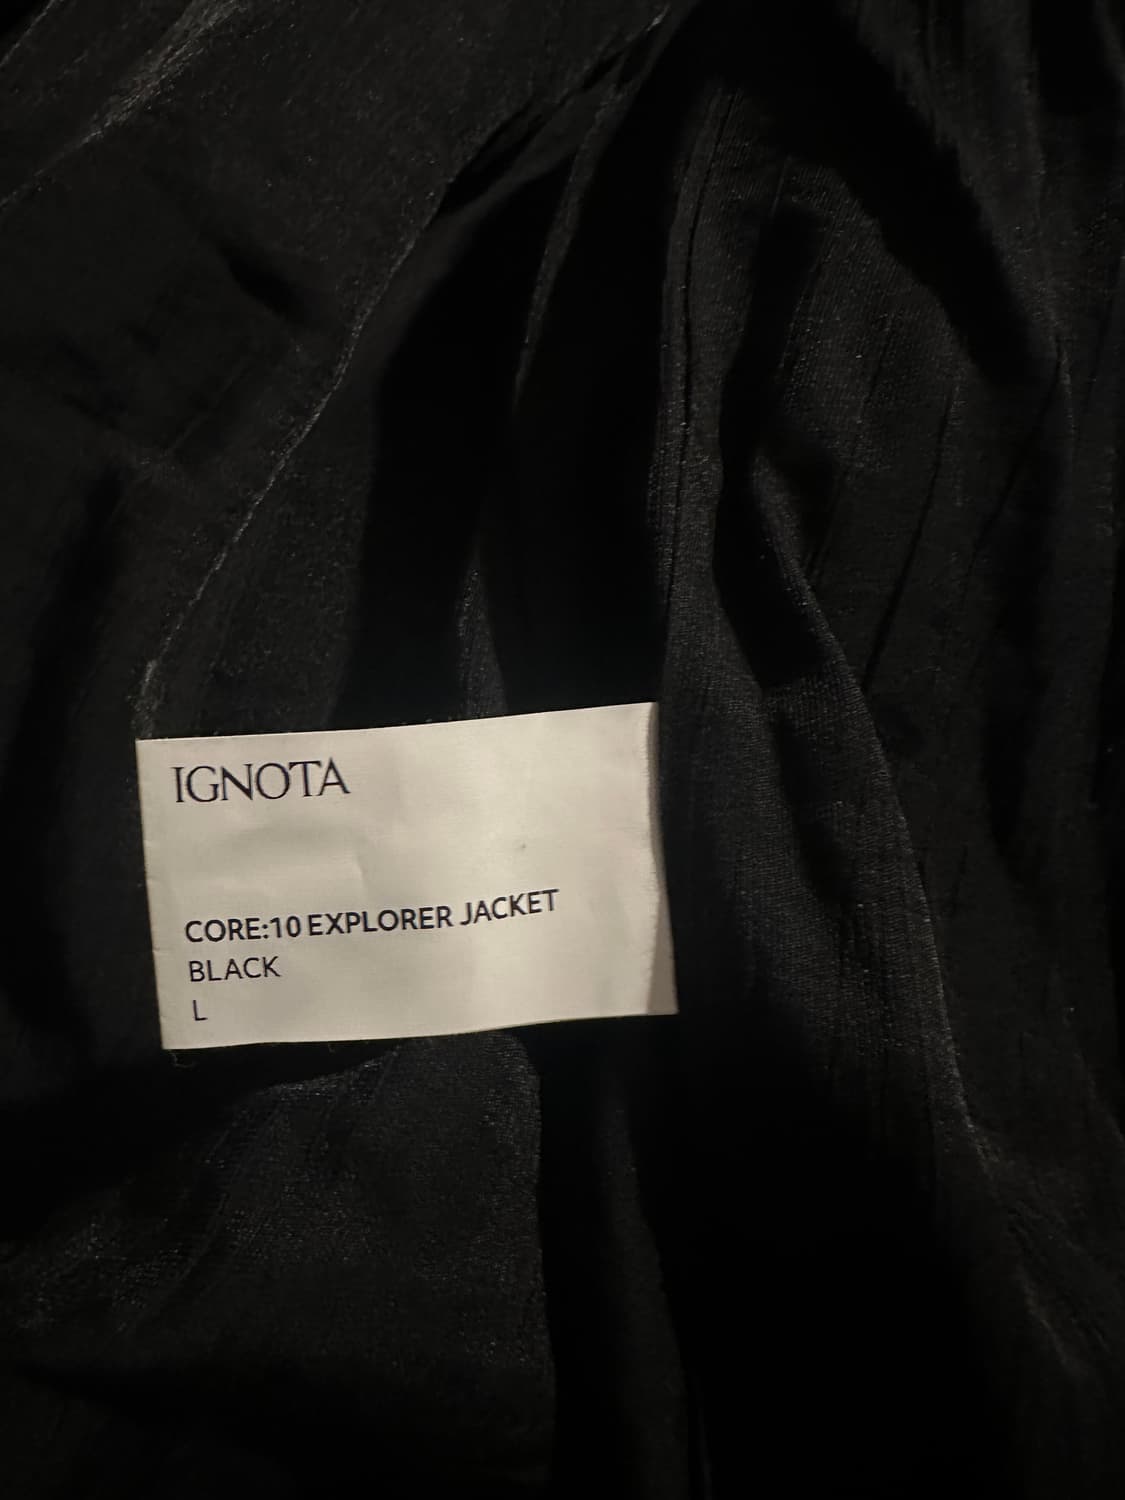 IGNOTA
CORE:10 EXPLORER JACKET
BLACK
L